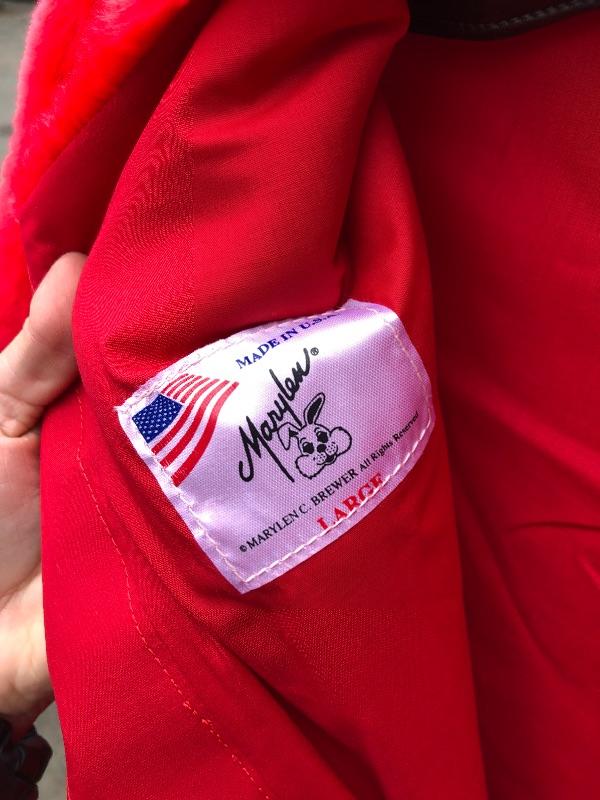 MADE IN U.S.A
Marylen®
©MARYLEN C. BREWER All Rights Reserved
LARGE